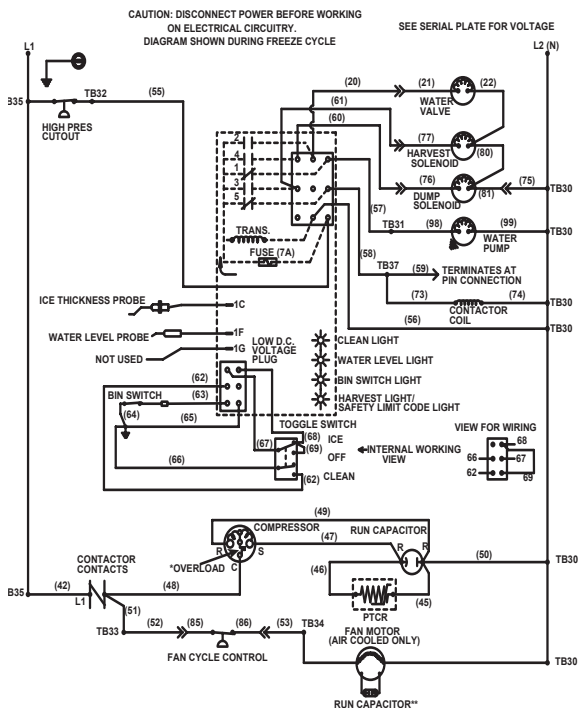 CAUTION: DISCONNECT POWER BEFORE WORKING
ON ELECTRICAL CIRCUITRY.
DIAGRAM SHOWN DURING FREEZE CYCLE
SEE SERIAL PLATE FOR VOLTAGE
L1
L2 (N)
B35
TB32
(55)
HIGH PRES
CUTOUT
(20)
(21)
(22)
WATER
VALVE
(61)
(60)
(77)
(80)
HARVEST
SOLENOID
(76)
(81)
(75)
DUMP
SOLENOID
TB30
2
4
1
3
5
(57)
TB31
(98)
(99)
TB30
WATER
PUMP
TRANS.
FUSE (7A)
(58)
TB37
(59)
TERMINATES AT
PIN CONNECTION
(73)
(74)
TB30
CONTACTOR
COIL
(56)
TB30
ICE THICKNESS PROBE
1C
WATER LEVEL PROBE
1F
NOT USED
1G
LOW D.C.
VOLTAGE
PLUG
CLEAN LIGHT
WATER LEVEL LIGHT
BIN SWITCH LIGHT
HARVEST LIGHT/
SAFETY LIMIT CODE LIGHT
(62)
BIN SWITCH
(63)
(64)
(65)
TOGGLE SWITCH
(68)
ICE
(67)
(69)
OFF
(66)
(62)
CLEAN
INTERNAL WORKING
VIEW
VIEW FOR WIRING
68
66
67
62
69
(49)
COMPRESSOR
(47)
RUN CAPACITOR
R
S
C
*OVERLOAD
R
R
(50)
TB30
(46)
(45)
PTCR
CONTACTOR
CONTACTS
B35
(42)
L1
(48)
(51)
TB33
(52)
(85)
(86)
(53)
TB34
FAN CYCLE CONTROL
FAN MOTOR
(AIR COOLED ONLY)
TB30
RUN CAPACITOR**